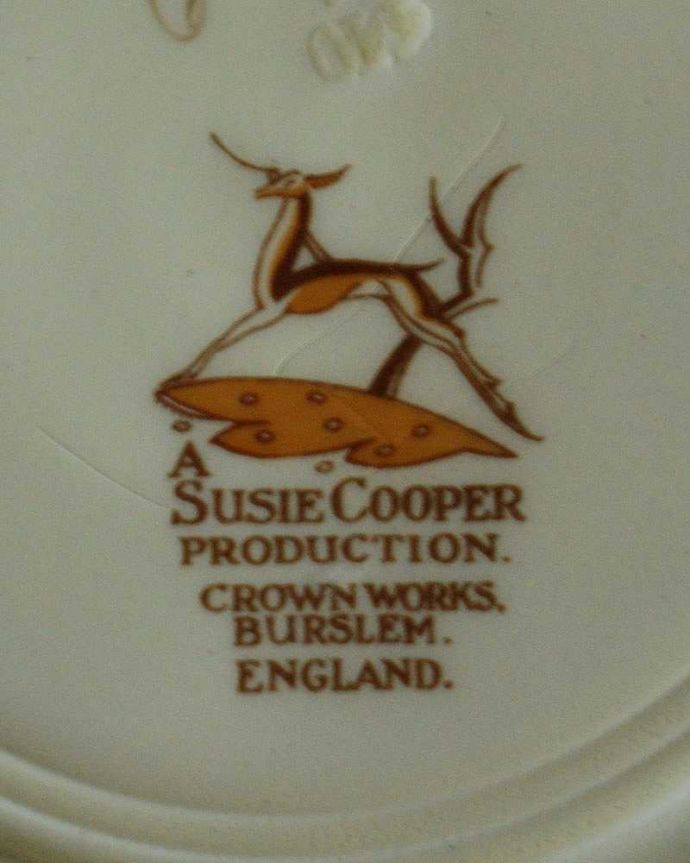 A
SUSIE COOPER
PRODUCTION.
CROWN WORKS,
BURSLEM.
ENGLAND.